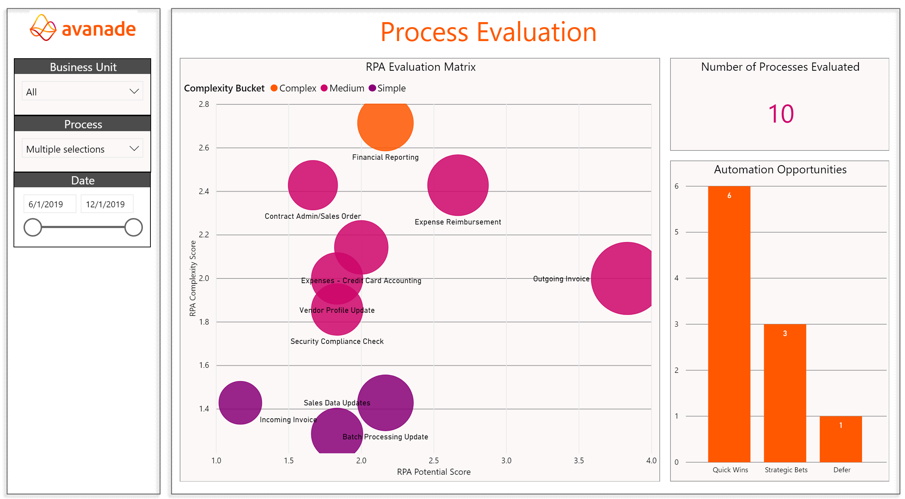 avanade
Business Unit
All
Process
Multiple selections
Date
6/1/2019
12/1/2019
Process Evaluation
RPA Evaluation Matrix
Complexity Bucket Complex Medium Simple
2.8
2.6
2.4
2.2
2.0
1.8
1.6
1.4
RPA Complexity Score
Financial Reporting
Contract Admin/Sales Order
Expense Reimbursement
Expenses - Credit Card Accounting
Outgoing Invoice
Vendor Profile Update
Security Compliance Check
Sales Data Updates
Incoming Invoice
Batch Processing Update
1.0 1.5 2.0 2.5 3.0 3.5 4.0
RPA Potential Score
Number of Processes Evaluated
10
Automation Opportunities
6
5
4
3
2
1
0
6
3
1
Quick Wins Strategic Bets Defer